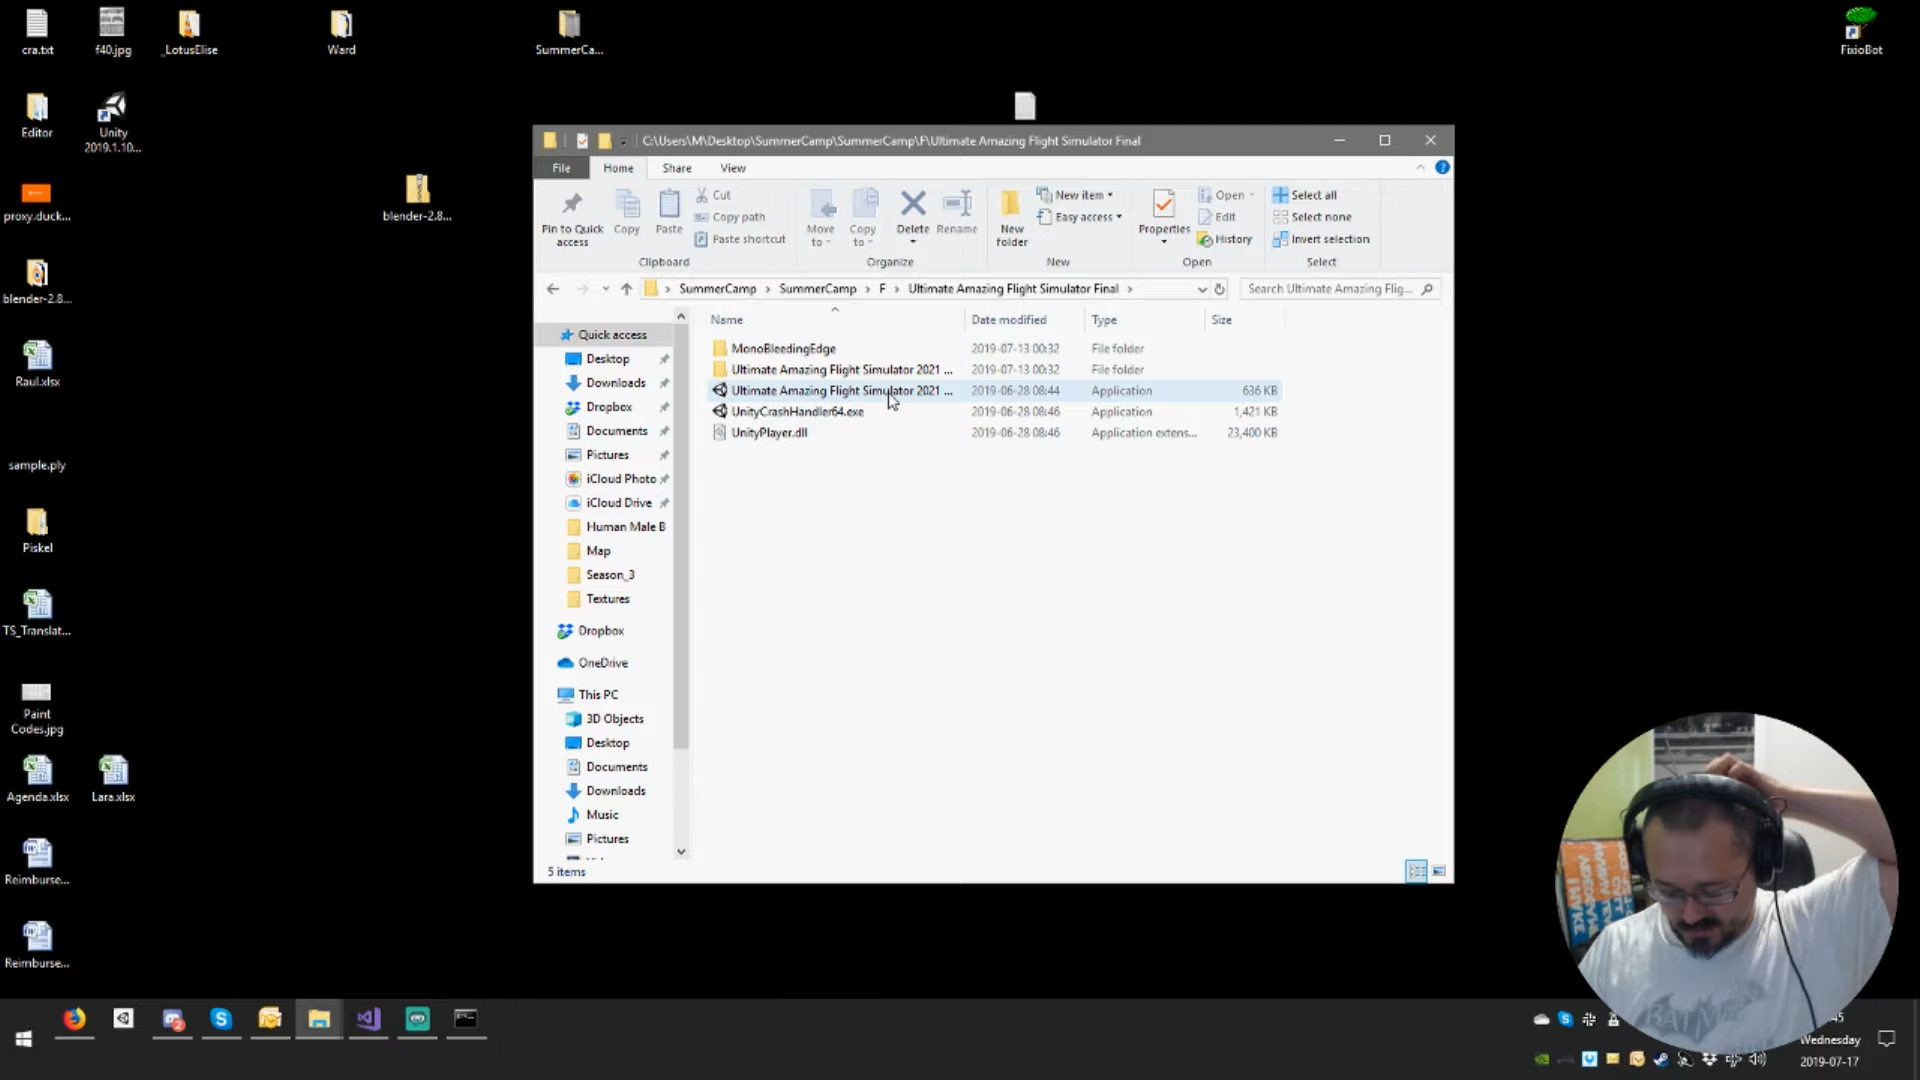 cra.txt
f40.jpg
_LotusElise
Ward
SummerCa...
FixioBot
Editor
Unity
2019.1.10...
proxy.duck...
blender-2.8...
blender-2.8...
Raul.xlsx
sample.ply
Piskel
TS_Translat...
Paint
Codes.jpg
Agenda.xlsx
Lara.xlsx
Reimburse...
Reimburse...
C:\Users\M\Desktop\SummerCamp\SummerCamp\F\Ultimate Amazing Flight Simulator Final
File
Home
Share
View
Pin to Quick
access
Copy
Paste
Cut
Copy path
Paste shortcut
Clipboard
Move
to
Copy
to
Delete
Rename
Organize
New
folder
New item
Easy access
New
Properties
Open
Edit
History
Open
Select all
Select none
Invert selection
Select
SummerCamp > SummerCamp > F > Ultimate Amazing Flight Simulator Final >
Search Ultimate Amazing Flig...
Name
Date modified
Type
Size
MonoBleedingEdge 2019-07-13 00:32 File folder
Ultimate Amazing Flight Simulator 2021 ... 2019-07-13 00:32 File folder
Ultimate Amazing Flight Simulator 2021 ... 2019-06-28 08:44 Application 636 KB
UnityCrashHandler64.exe 2019-06-28 08:46 Application 1,421 KB
UnityPlayer.dll 2019-06-28 08:46 Application extens... 23,400 KB
Quick access
Desktop
Downloads
Dropbox
Documents
Pictures
iCloud Photo
iCloud Drive
Human Male B
Map
Season_3
Textures
Dropbox
OneDrive
This PC
3D Objects
Desktop
Documents
Downloads
Music
Pictures
5 items
BATMAN
45
Wednesday
2019-07-17